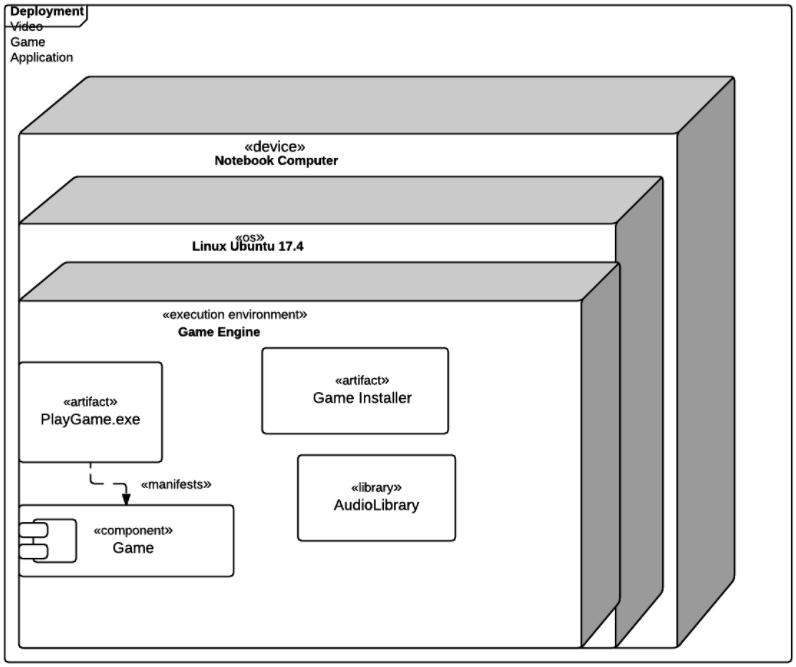 Deployment
Video
Game
Application
«device»
Notebook Computer
«os»
Linux Ubuntu 17.4
«execution environment»
Game Engine
«artifact»
PlayGame.exe
«artifact»
Game Installer
«manifests»
«library»
AudioLibrary
«component»
Game